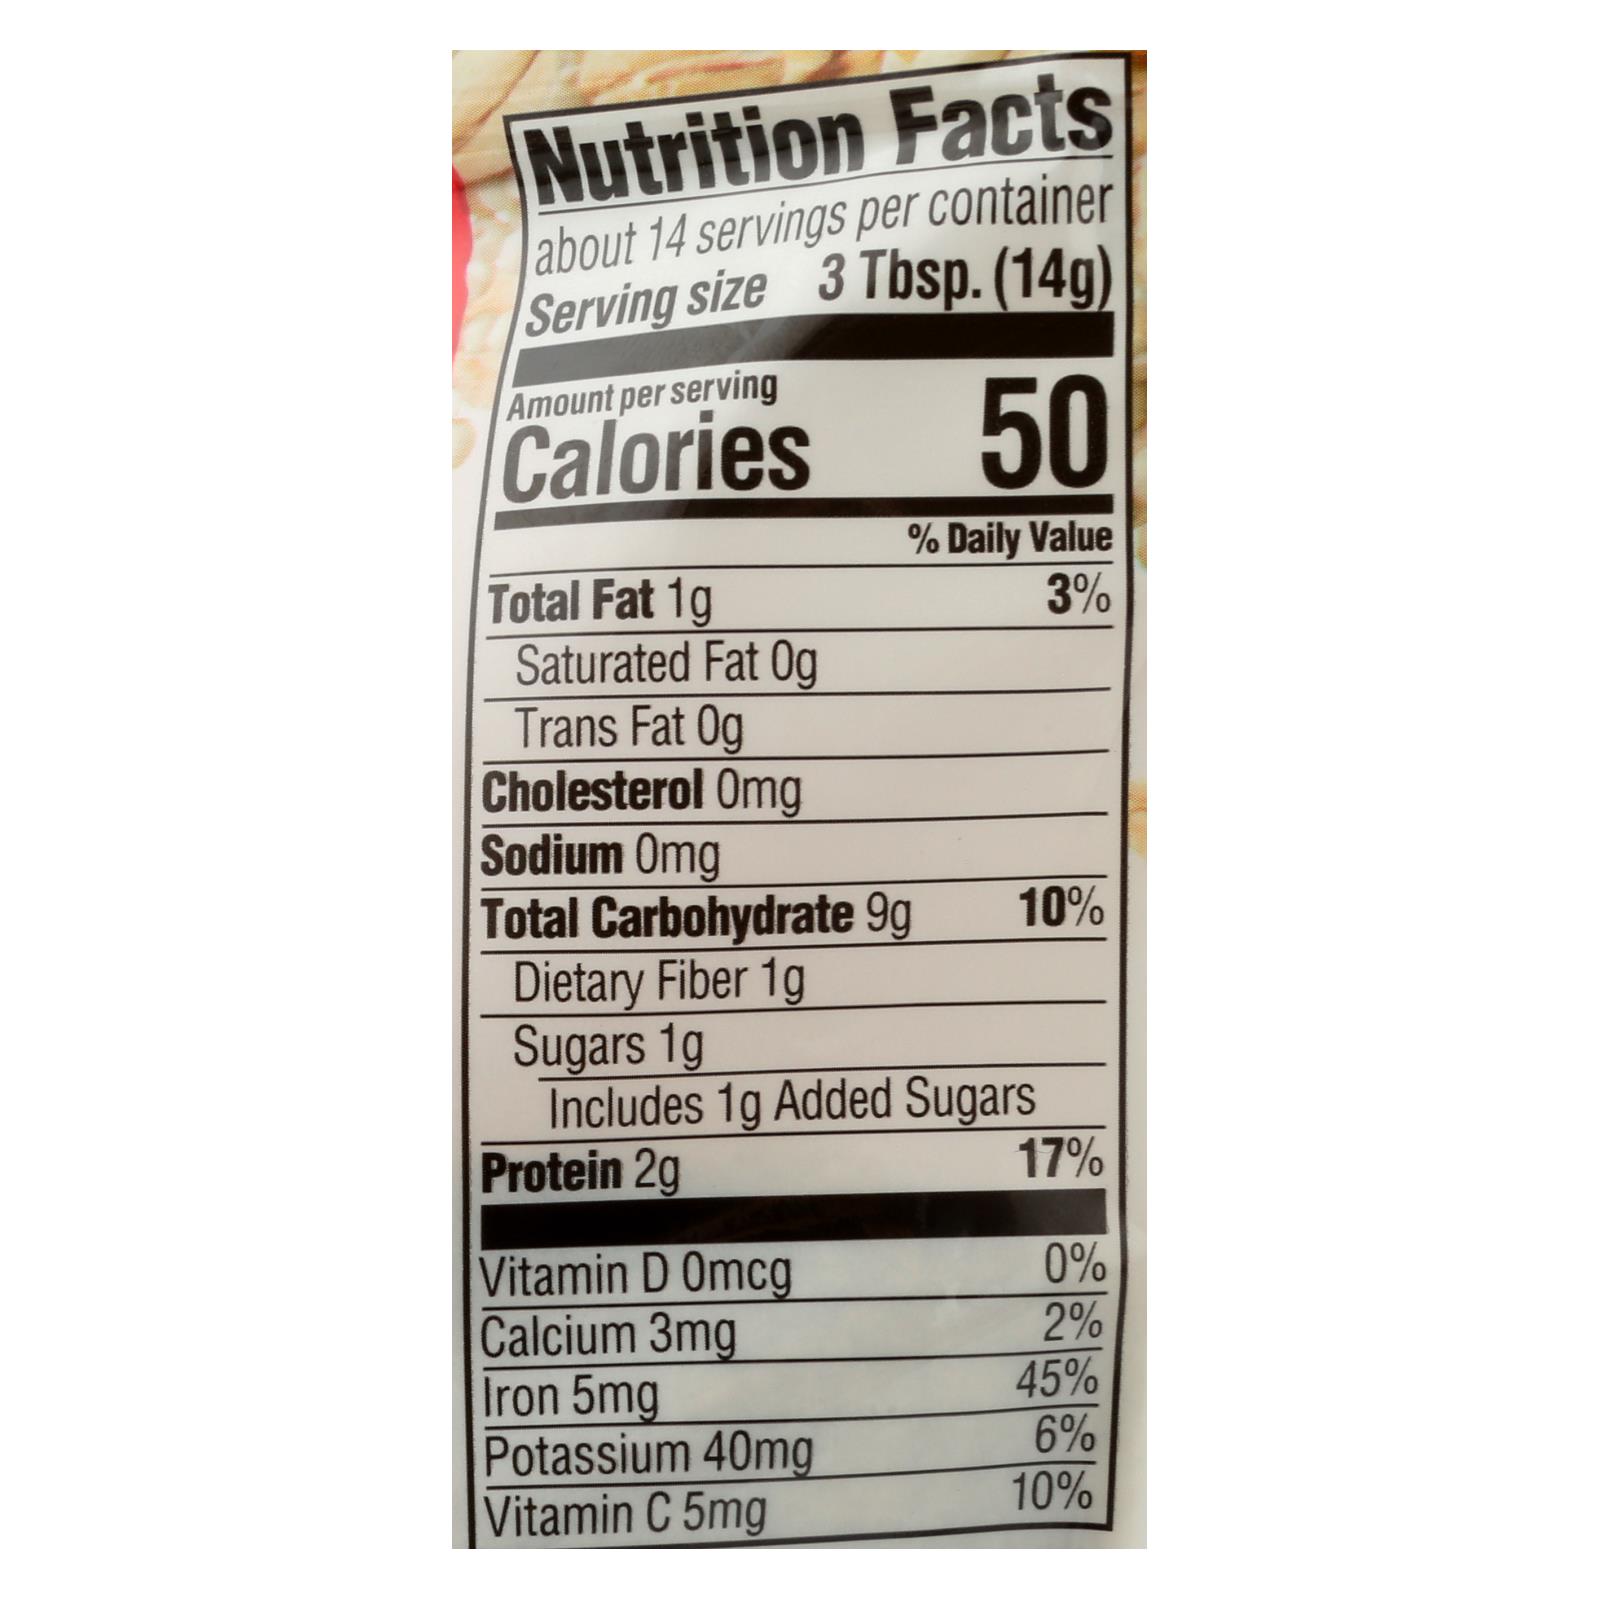 Nutrition Facts
about 14 servings per container
Serving size 3 Tbsp. (14g)
Amount per serving
Calories 50
% Daily Value
Total Fat 1g 3%
Saturated Fat 0g
Trans Fat 0g
Cholesterol 0mg
Sodium 0mg
Total Carbohydrate 9g 10%
Dietary Fiber 1g
Sugars 1g
Includes 1g Added Sugars
Protein 2g 17%
Vitamin D 0mcg 0%
Calcium 3mg 2%
Iron 5mg 45%
Potassium 40mg 6%
Vitamin C 5mg 10%